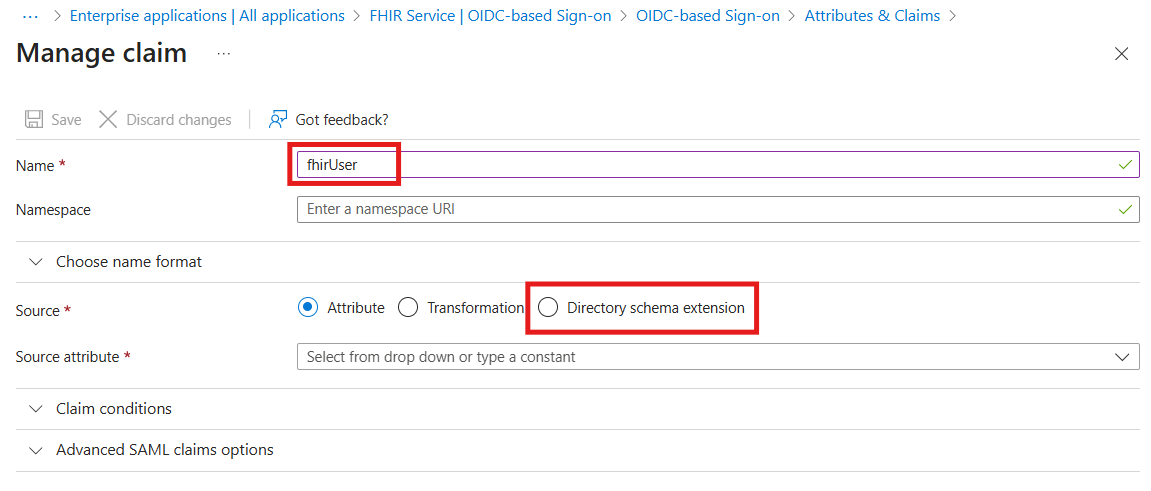 ··· > Enterprise applications | All applications > FHIR Service | OIDC-based Sign-on > OIDC-based Sign-on > Attributes & Claims >
Manage claim ···
Save Discard changes | Got feedback?
Name * fhirUser
Namespace Enter a namespace URI
Choose name format
Source * Attribute Transformation Directory schema extension
Source attribute * Select from drop down or type a constant
Claim conditions
Advanced SAML claims options